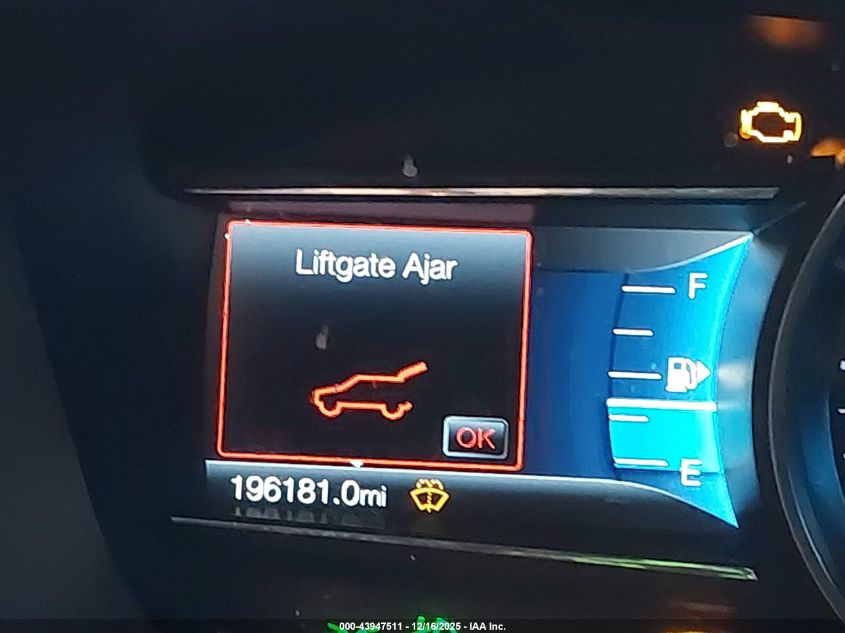 Liftgate Ajar
F
OK
E
196181.0mi
000-43947511 - 12/16/2025 - IAA Inc.